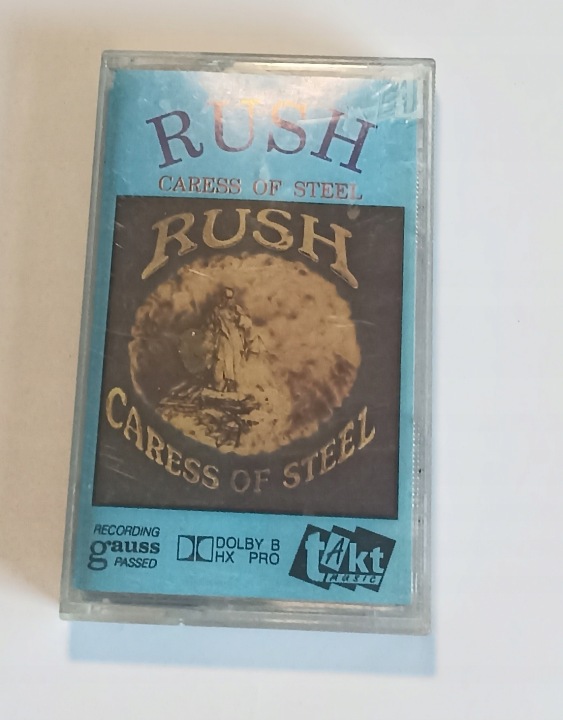 RUSH
CARESS OF STEEL
RUSH
CARESS OF STEEL
RECORDING
gauss
PASSED
DOLBY B
HX PRO
tAkt
MUSIC